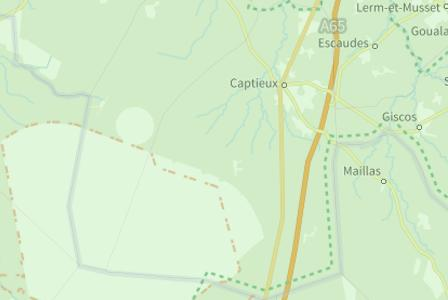 Lerm-et-Musset
A65
Escaudes
Captieux
Giscos
Maillas